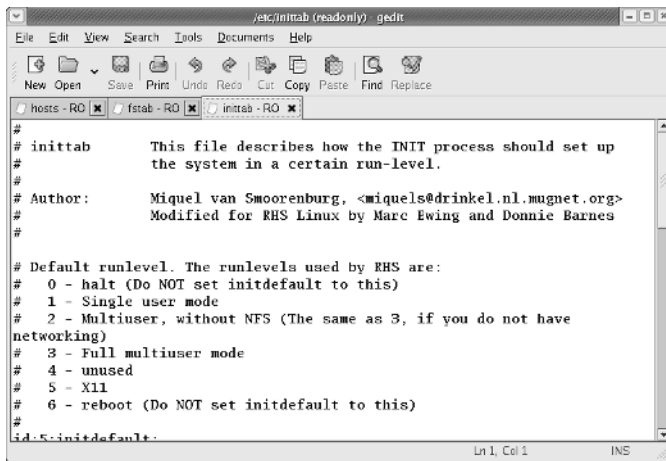 /etc/inittab (readonly) - gedit
File Edit View Search Tools Documents Help
New Open Save Print Undo Redo Cut Copy Paste Find Replace
hosts - RO fstab - RO inittab - RO
#
# inittab This file describes how the INIT process should set up
# the system in a certain run-level.
#
# Author: Miquel van Smoorenburg, <miquels@drinkel.nl.mugnet.org>
# Modified for RHS Linux by Marc Ewing and Donnie Barnes
#
# Default runlevel. The runlevels used by RHS are:
# 0 - halt (Do NOT set initdefault to this)
# 1 - Single user mode
# 2 - Multiuser, without NFS (The same as 3, if you do not have
networking)
# 3 - Full multiuser mode
# 4 - unused
# 5 - X11
# 6 - reboot (Do NOT set initdefault to this)
#
id:5:initdefault:
Ln 1, Col 1 INS